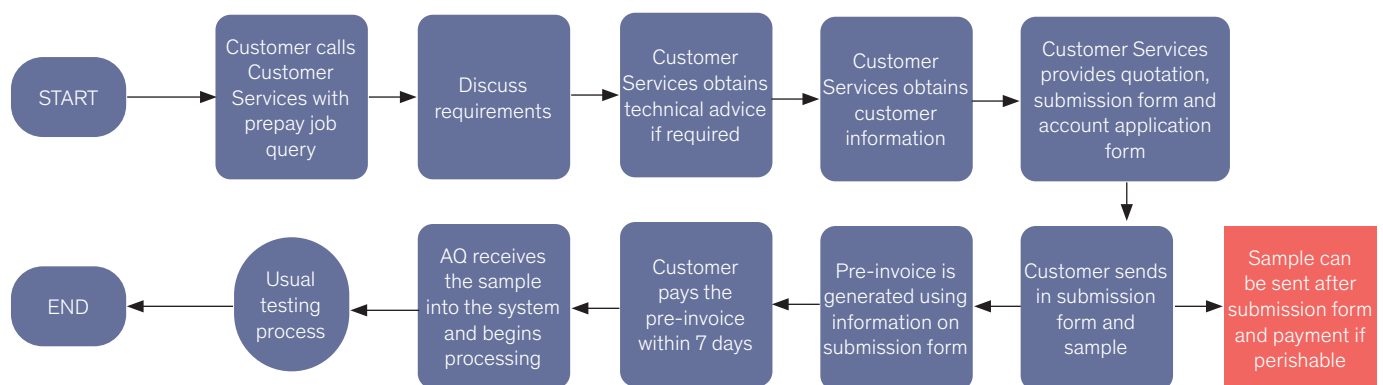 START
Customer calls
Customer
Services with
prepay job
query
Discuss
requirements
Customer
Services obtains
technical advice
if required
Customer
Services obtains
customer
information
Customer Services
provides quotation,
submission form and
account application
form
END
Usual
testing
process
AQ receives
the sample
into the system
and begins
processing
Customer
pays the
pre-invoice
within 7 days
Pre-invoice is
generated using
information on
submission form
Customer sends
in submission
form and
sample
Sample can
be sent after
submission form
and payment if
perishable